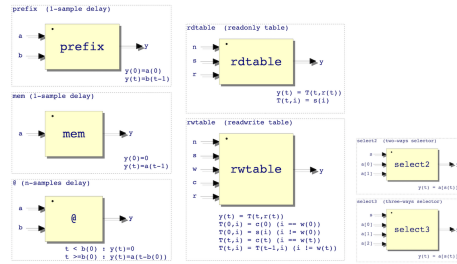 prefix (1-sample delay)
a
b
prefix
y
y(0)=a(0)
y(t)=b(t-1)
mem (1-sample delay)
a
mem
y
y(0)=0
y(t)=a(t-1)
@ (n-samples delay)
a
b
@
y
t < b(0) : y(t)=0
t >=b(0) : y(t)=a(t-b(0))
rdtable (readonly table)
n
s
r
rdtable
y
y(t) = T(t,r(t))
T(t,i) = s(i)
rwtable (readwrite table)
n
s
w
c
r
rwtable
y
y(t) = T(t,r(t))
T(0,i) = c(0) (i == w(0))
T(0,i) = s(i) (i != w(0))
T(t,i) = c(t) (i == w(t))
T(t,i) = T(t-1,i) (i != w(t))
select2 (two-ways selector)
s
a[0]
a[1]
select2
y(t) = a[s(t)]
select3 (three-ways selector)
s
a[0]
a[1]
a[2]
select3
y(t) = a[s(t)]